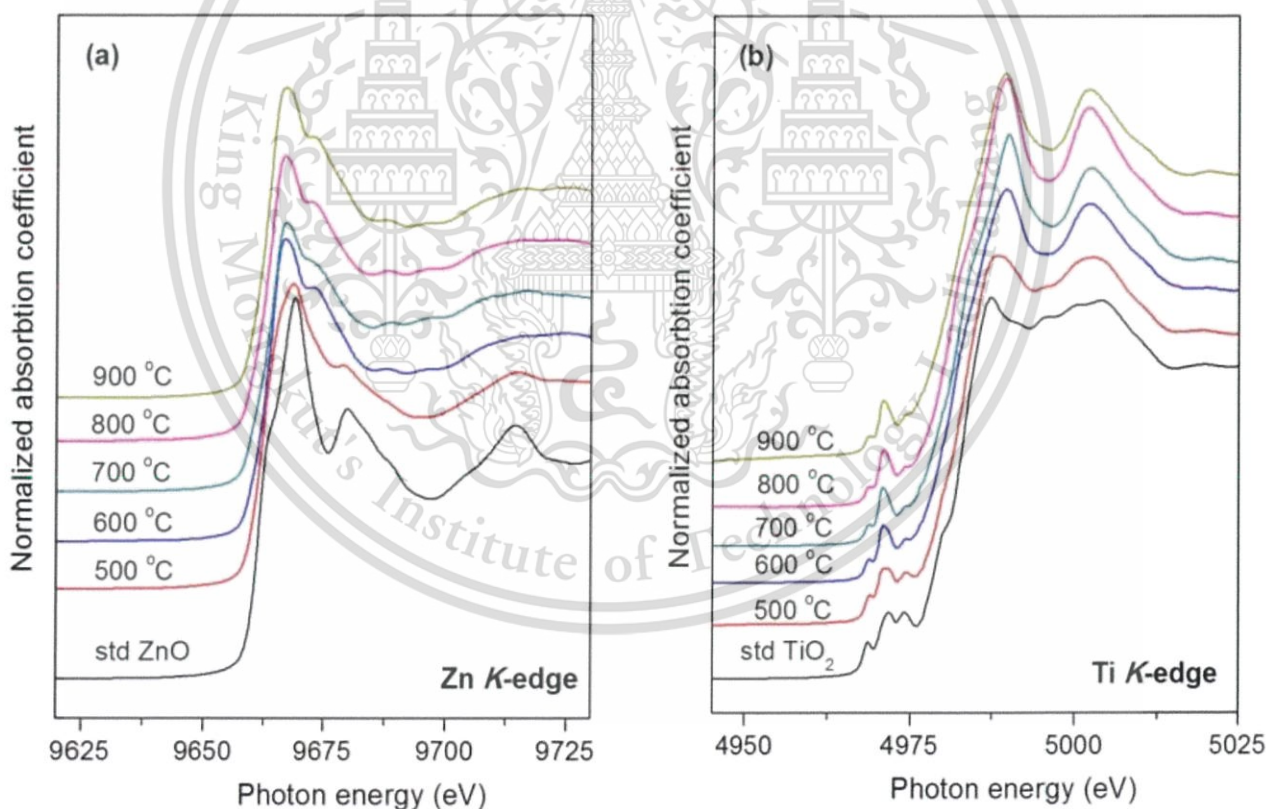 (a)
Normalized absorbtion coefficient
900 °C
800 °C
700 °C
600 °C
500 °C
std ZnO
Zn K-edge
9625 9650 9675 9700 9725
Photon energy (eV)
(b)
Normalized absorbtion coefficient
900 °C
800 °C
700 °C
600 °C
500 °C
std TiO₂
Ti K-edge
4950 4975 5000 5025
Photon energy (eV)
King Mongkut's Institute of Technology